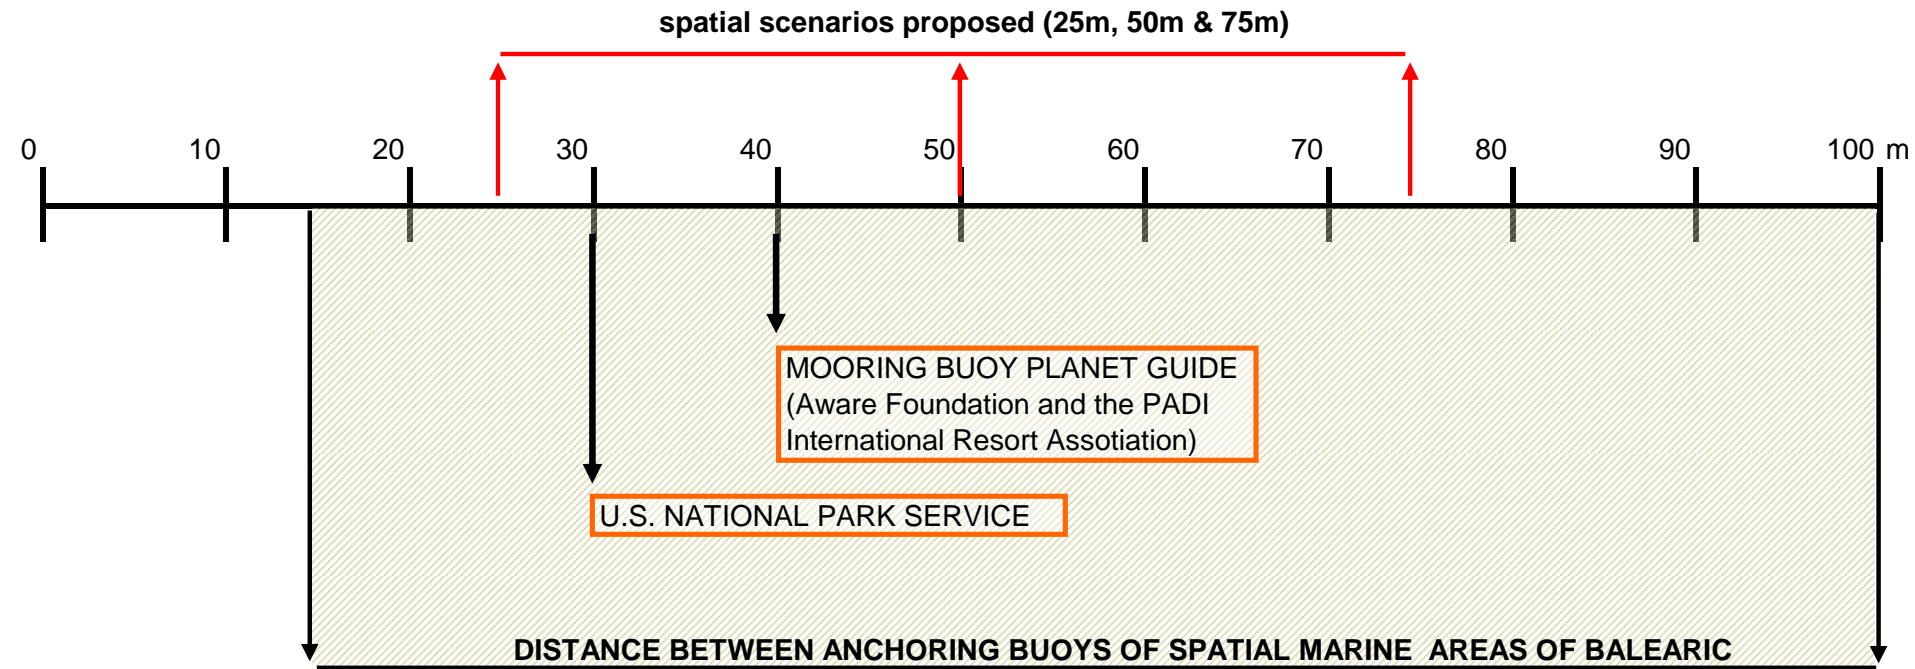 spatial scenarios proposed (25m, 50m & 75m)
0 10 20 30 40 50 60 70 80 90 100 m
MOORING BUOY PLANET GUIDE
(Aware Foundation and the PADI
International Resort Assotiation)
U.S. NATIONAL PARK SERVICE
DISTANCE BETWEEN ANCHORING BUOYS OF SPATIAL MARINE AREAS OF BALEARIC